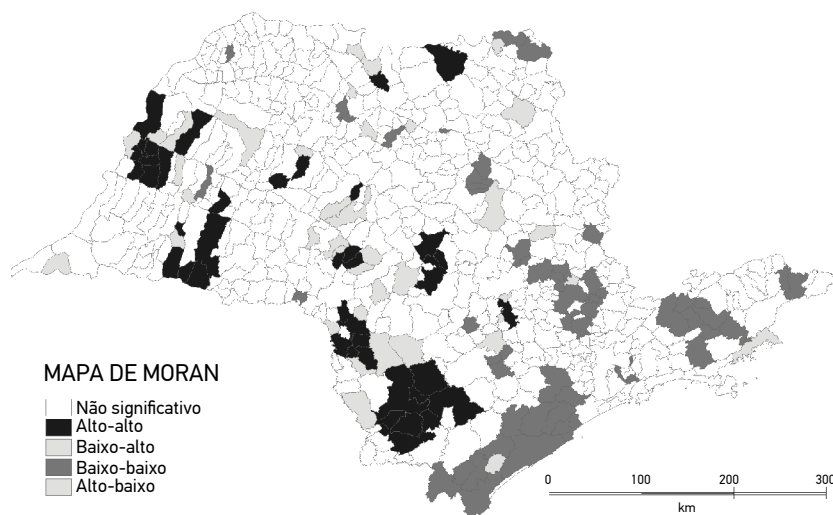 MAPA DE MORAN
Não significativo
Alto-alto
Baixo-alto
Baixo-baixo
Alto-baixo
0 100 200 300
km